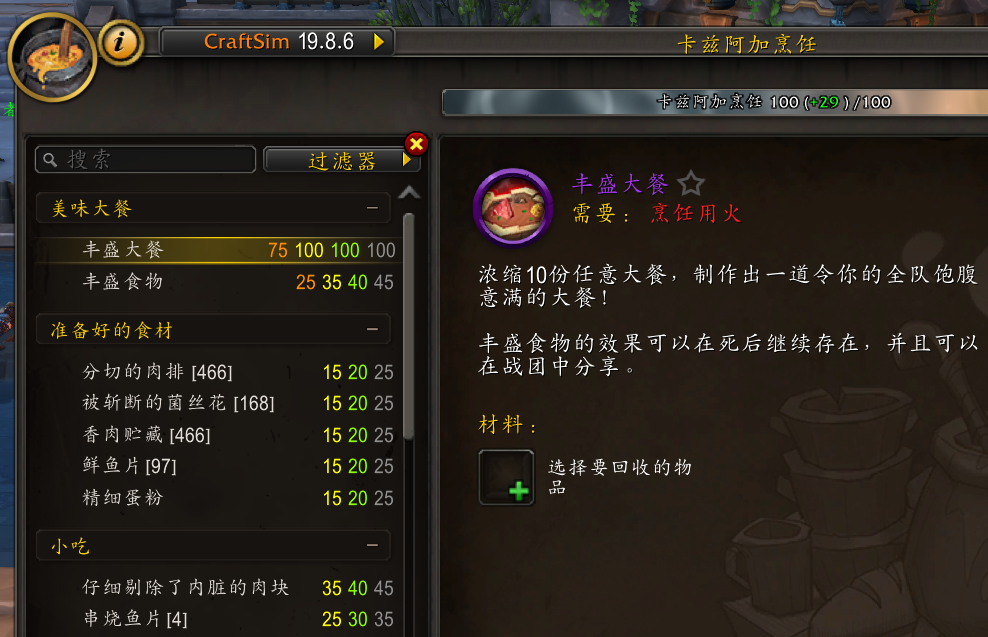 CraftSim 19.8.6
卡兹阿加烹饪
卡兹阿加烹饪 100 (+29) /100
搜索
过滤器
美味大餐
丰盛大餐 75 100 100 100
丰盛食物 25 35 40 45
准备好的食材
分切的肉排 [466] 15 20 25
被斩断的菌丝花 [168] 15 20 25
香肉贮藏 [466] 15 20 25
鲜鱼片 [97] 15 20 25
精细蛋粉 15 20 25
小吃
仔细剔除了内脏的肉块 35 40 45
串烧鱼片 [4] 25 30 35
丰盛大餐
需要： 烹饪用火
浓缩10份任意大餐，制作出一道令你的全队饱腹
意满的大餐！
丰盛食物的效果可以在死后继续存在，并且可以
在战团中分享。
材料：
选择要回收的物
品